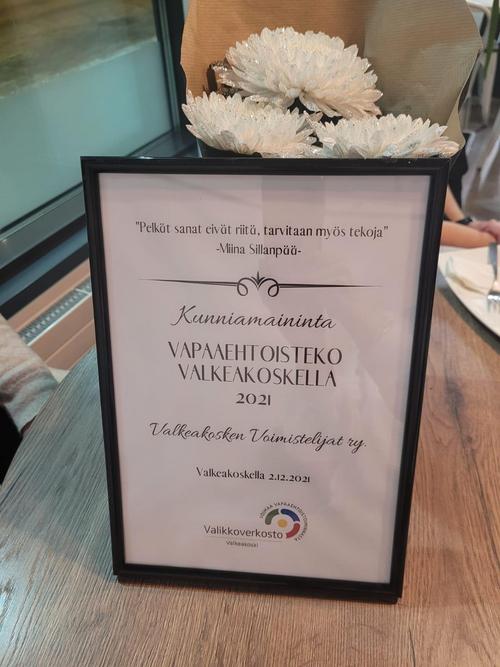 "Pelkät sanat eivät riitä, tarvitaan myös tekoja"
-Miina Sillanpää-
Kunniamaininta
VAPAAEHTOISTEKO
VALKEAKOSKELLA
2021
Valkeakosken Voimistelijat ry.
Valkeakoskella 2.12.2021
Valikkoverkosto
Valkeakoski